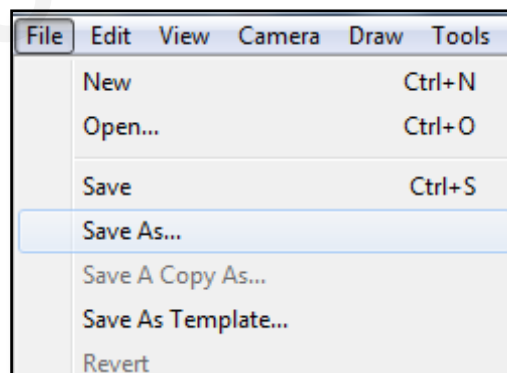 File Edit View Camera Draw Tools
New Ctrl+N
Open... Ctrl+O
Save Ctrl+S
Save As...
Save A Copy As...
Save As Template...
Revert